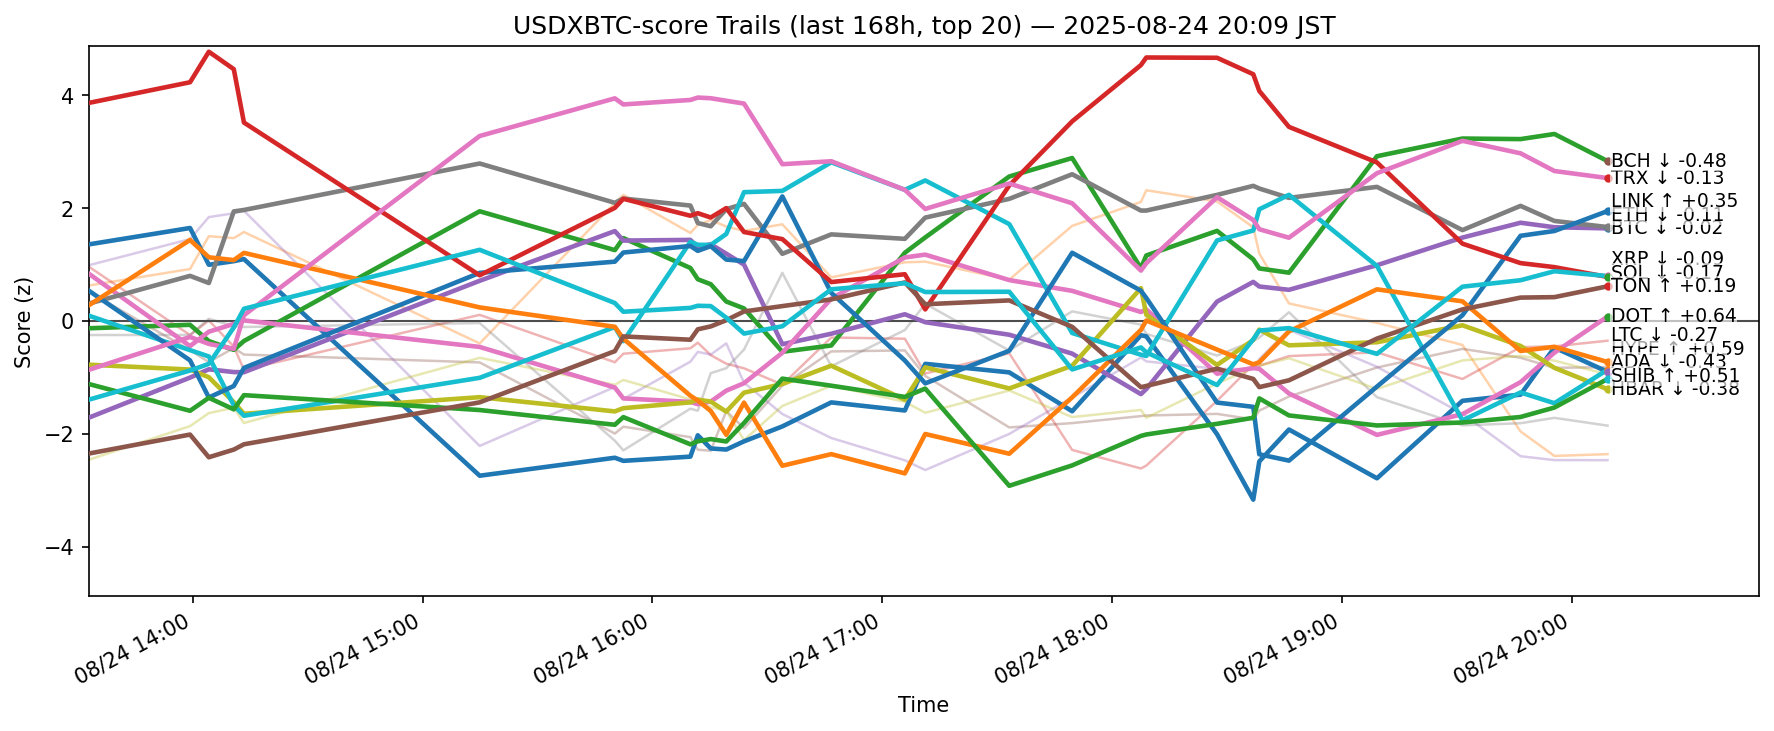 USDXBTC-score Trails (last 168h, top 20) — 2025-08-24 20:09 JST
Score (z)
4
2
0
−2
−4
BCH ↓ -0.48
TRX ↓ -0.13
LINK ↑ +0.35
ETH ↓ -0.11
BTC ↓ -0.02
XRP ↓ -0.09
SOL ↓ -0.17
TON ↑ +0.19
DOT ↑ +0.64
LTC ↓ -0.27
HYPE ↑ +0.59
ADA ↓ -0.43
SHIB ↑ +0.51
HBAR ↓ -0.38
08/24 14:00
08/24 15:00
08/24 16:00
08/24 17:00
08/24 18:00
08/24 19:00
08/24 20:00
Time